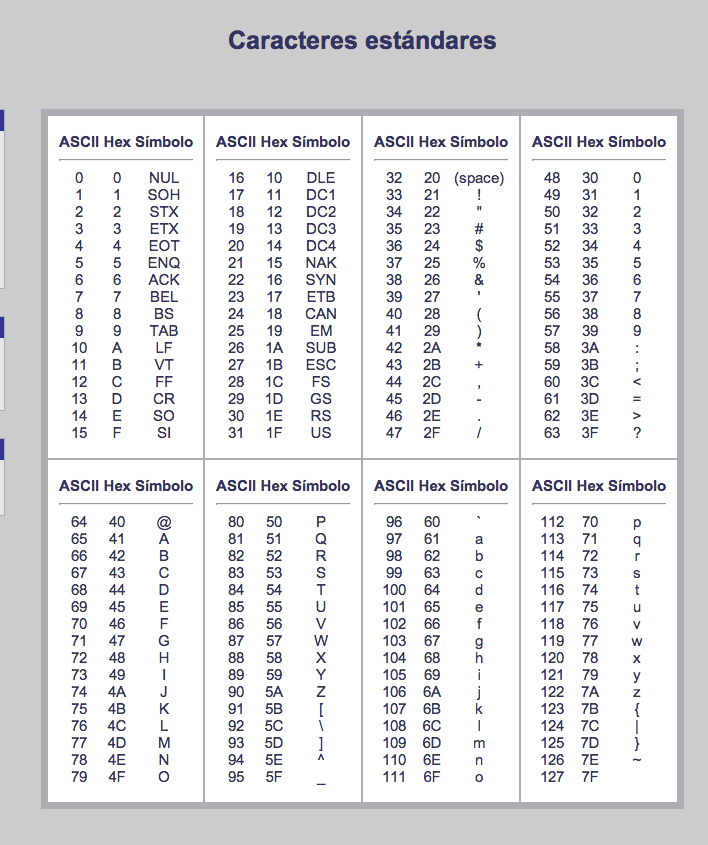 Caracteres estándares
ASCII Hex Símbolo
0 0 NUL
1 1 SOH
2 2 STX
3 3 ETX
4 4 EOT
5 5 ENQ
6 6 ACK
7 7 BEL
8 8 BS
9 9 TAB
10 A LF
11 B VT
12 C FF
13 D CR
14 E SO
15 F SI
ASCII Hex Símbolo
16 10 DLE
17 11 DC1
18 12 DC2
19 13 DC3
20 14 DC4
21 15 NAK
22 16 SYN
23 17 ETB
24 18 CAN
25 19 EM
26 1A SUB
27 1B ESC
28 1C FS
29 1D GS
30 1E RS
31 1F US
ASCII Hex Símbolo
32 20 (space)
33 21 !
34 22 "
35 23 #
36 24 $
37 25 %
38 26 &
39 27 '
40 28 (
41 29 )
42 2A *
43 2B +
44 2C ,
45 2D -
46 2E .
47 2F /
ASCII Hex Símbolo
48 30 0
49 31 1
50 32 2
51 33 3
52 34 4
53 35 5
54 36 6
55 37 7
56 38 8
57 39 9
58 3A :
59 3B ;
60 3C <
61 3D =
62 3E >
63 3F ?
ASCII Hex Símbolo
64 40 @
65 41 A
66 42 B
67 43 C
68 44 D
69 45 E
70 46 F
71 47 G
72 48 H
73 49 I
74 4A J
75 4B K
76 4C L
77 4D M
78 4E N
79 4F O
ASCII Hex Símbolo
80 50 P
81 51 Q
82 52 R
83 53 S
84 54 T
85 55 U
86 56 V
87 57 W
88 58 X
89 59 Y
90 5A Z
91 5B [
92 5C \
93 5D ]
94 5E ^
95 5F _
ASCII Hex Símbolo
96 60 `
97 61 a
98 62 b
99 63 c
100 64 d
101 65 e
102 66 f
103 67 g
104 68 h
105 69 i
106 6A j
107 6B k
108 6C l
109 6D m
110 6E n
111 6F o
ASCII Hex Símbolo
112 70 p
113 71 q
114 72 r
115 73 s
116 74 t
117 75 u
118 76 v
119 77 w
120 78 x
121 79 y
122 7A z
123 7B {
124 7C |
125 7D }
126 7E ~
127 7F